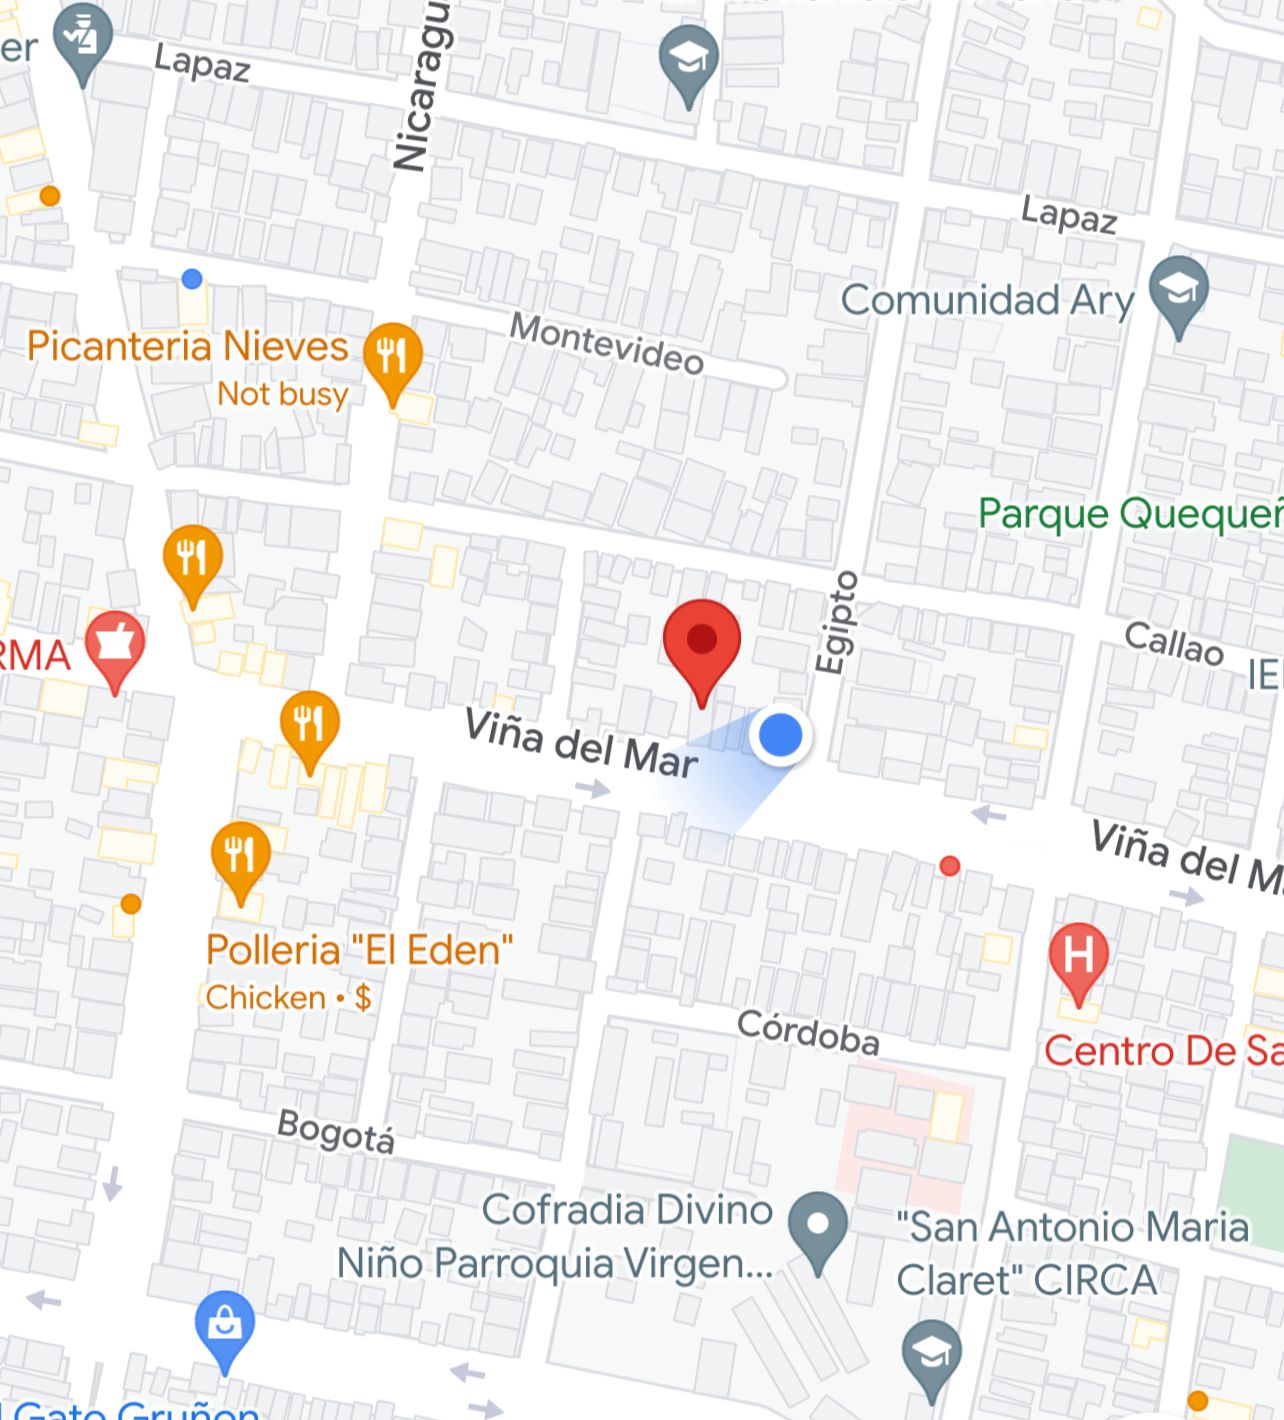 er
Lapaz
Nicaragu
Lapaz
Comunidad Ary
Montevideo
Picanteria Nieves
Not busy
Parque Quequeñ
Egipto
Callao
RMA
IE
Viña del Mar
Viña del M
Polleria "El Eden"
Chicken • $
H
Córdoba
Centro De Sa
Bogotá
Cofradia Divino
Niño Parroquia Virgen...
"San Antonio Maria
Claret" CIRCA
Gato Gruñon